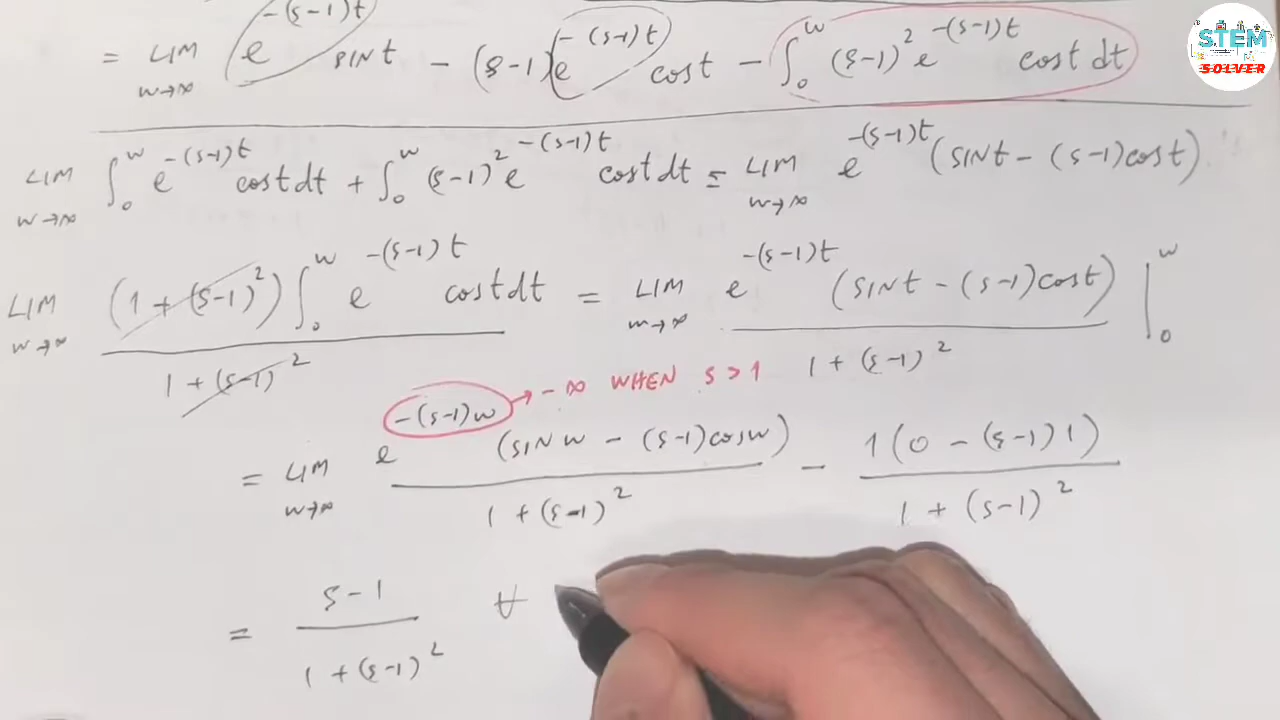 STEM SOLVER
= LIM w→∞ e^{-(s-1)t} SIN t - (s-1) e^{-(s-1)t} cos t - ∫_0^w (s-1)^2 e^{-(s-1)t} cos t dt
LIM w→∞ ∫_0^w e^{-(s-1)t} cos t dt + ∫_0^w (s-1)^2 e^{-(s-1)t} cos t dt = LIM w→∞ e^{-(s-1)t} (SIN t - (s-1) cos t)
LIM w→∞ (1 + (s-1)^2) ∫_0^w e^{-(s-1)t} cos t dt / 1 + (s-1)^2 = LIM w→∞ e^{-(s-1)t} (SIN t - (s-1) cos t) / 1 + (s-1)^2 |_0^w
→ -∞ WHEN s > 1
= LIM w→∞ e^{-(s-1)w} (SIN w - (s-1) cos w) / 1 + (s-1)^2 - 1 (0 - (s-1) 1) / 1 + (s-1)^2
= s-1 / 1 + (s-1)^2 ∀